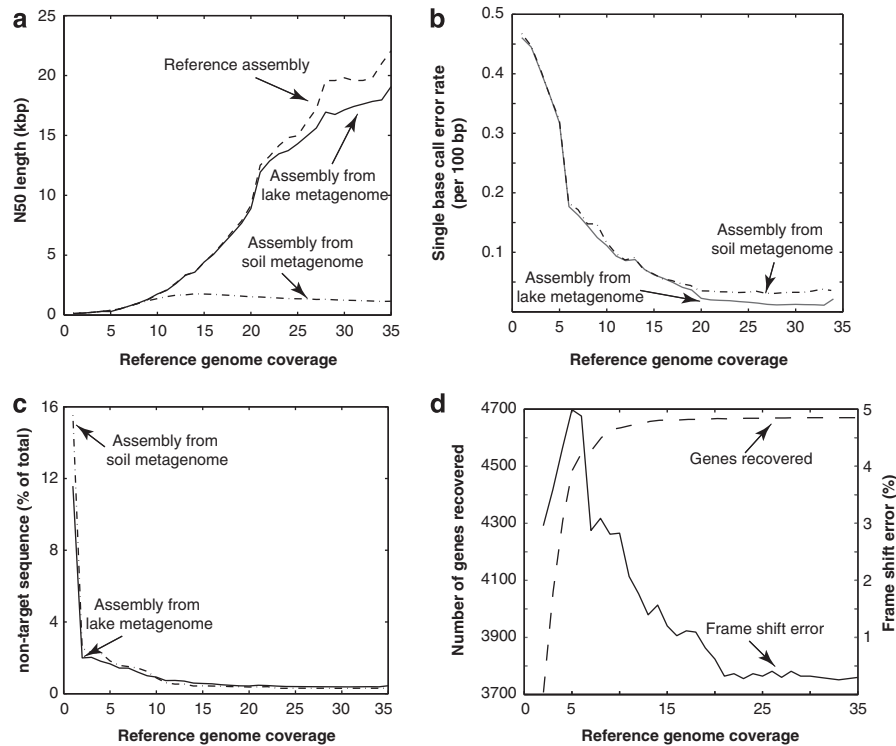 a
25
20
15
10
5
0
N50 length (kbp)
Reference assembly
Assembly from
lake metagenome
Assembly from
soil metagenome
0 5 10 15 20 25 30 35
Reference genome coverage
b
0.5
0.4
0.3
0.2
0.1
Single base call error rate
(per 100 bp)
Assembly from
soil metagenome
Assembly from
lake metagenome
0 5 10 15 20 25 30 35
Reference genome coverage
c
16
12
8
4
0
non-target sequence (% of total)
Assembly from
soil metagenome
Assembly from
lake metagenome
0 5 10 15 20 25 30 35
Reference genome coverage
d
4700
4500
4300
4100
3900
3700
Number of genes recovered
Genes recovered
Frame shift error
5
4
3
2
1
Frame shift error (%)
0 5 10 15 20 25 30 35
Reference genome coverage